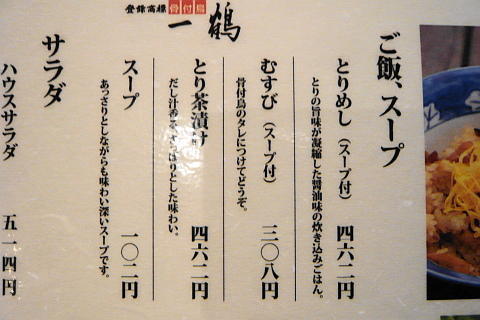 登録商標 骨付鳥
一鶴
ご飯、スープ
とりめし（スープ付） 四六二円
とりの旨味が凝縮した醤油味の炊き込みごはん。
むすび（スープ付） 三〇八円
骨付鳥のタレにつけてどうぞ。
とり茶漬け 四六二円
だし汁香る、さっぱりとした味わい。
スープ 一〇二円
あっさりとしながらも味わい深いスープです。
サラダ
ハウスサラダ 五一四円